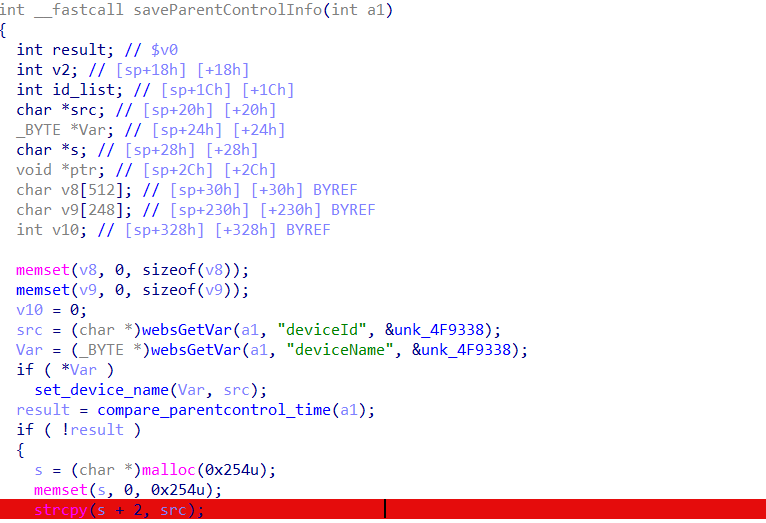 int __fastcall saveParentControlInfo(int a1)
{
  int result; // $v0
  int v2; // [sp+18h] [+18h]
  int id_list; // [sp+1Ch] [+1Ch]
  char *src; // [sp+20h] [+20h]
  _BYTE *Var; // [sp+24h] [+24h]
  char *s; // [sp+28h] [+28h]
  void *ptr; // [sp+2Ch] [+2Ch]
  char v8[512]; // [sp+30h] [+30h] BYREF
  char v9[248]; // [sp+230h] [+230h] BYREF
  int v10; // [sp+328h] [+328h] BYREF

  memset(v8, 0, sizeof(v8));
  memset(v9, 0, sizeof(v9));
  v10 = 0;
  src = (char *)websGetVar(a1, "deviceId", &unk_4F9338);
  Var = (_BYTE *)websGetVar(a1, "deviceName", &unk_4F9338);
  if ( *Var )
    set_device_name(Var, src);
  result = compare_parentcontrol_time(a1);
  if ( !result )
  {
    s = (char *)malloc(0x254u);
    memset(s, 0, 0x254u);
    strcpy(s + 2, src);